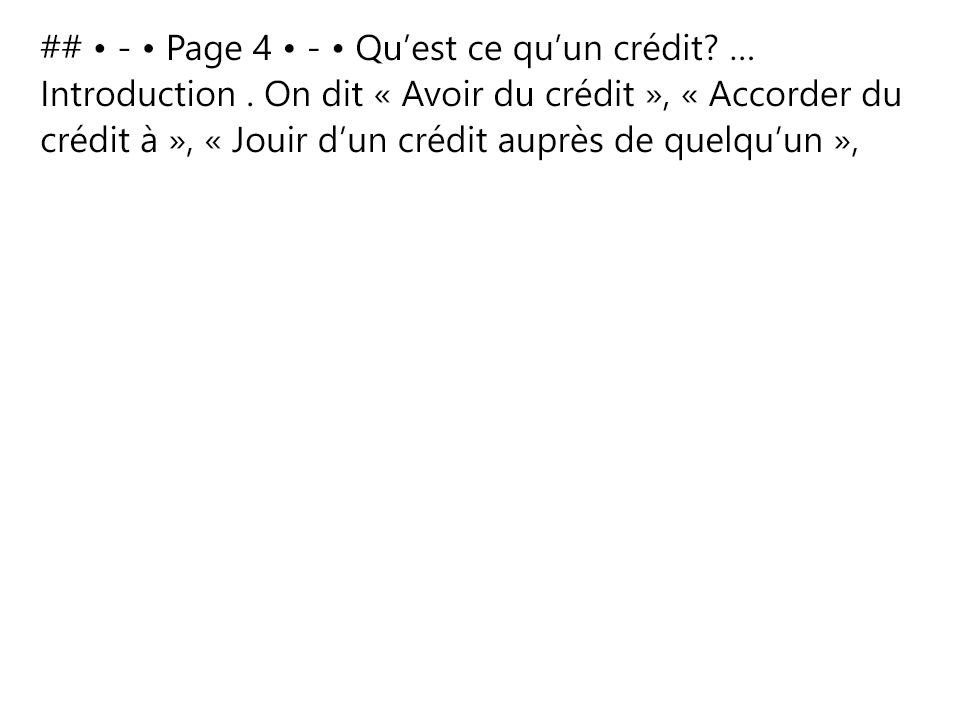 ## • - • Page 4 • - • Qu’est ce qu’un crédit? …
Introduction . On dit « Avoir du crédit », « Accorder du
crédit à », « Jouir d’un crédit auprès de quelqu’un »,